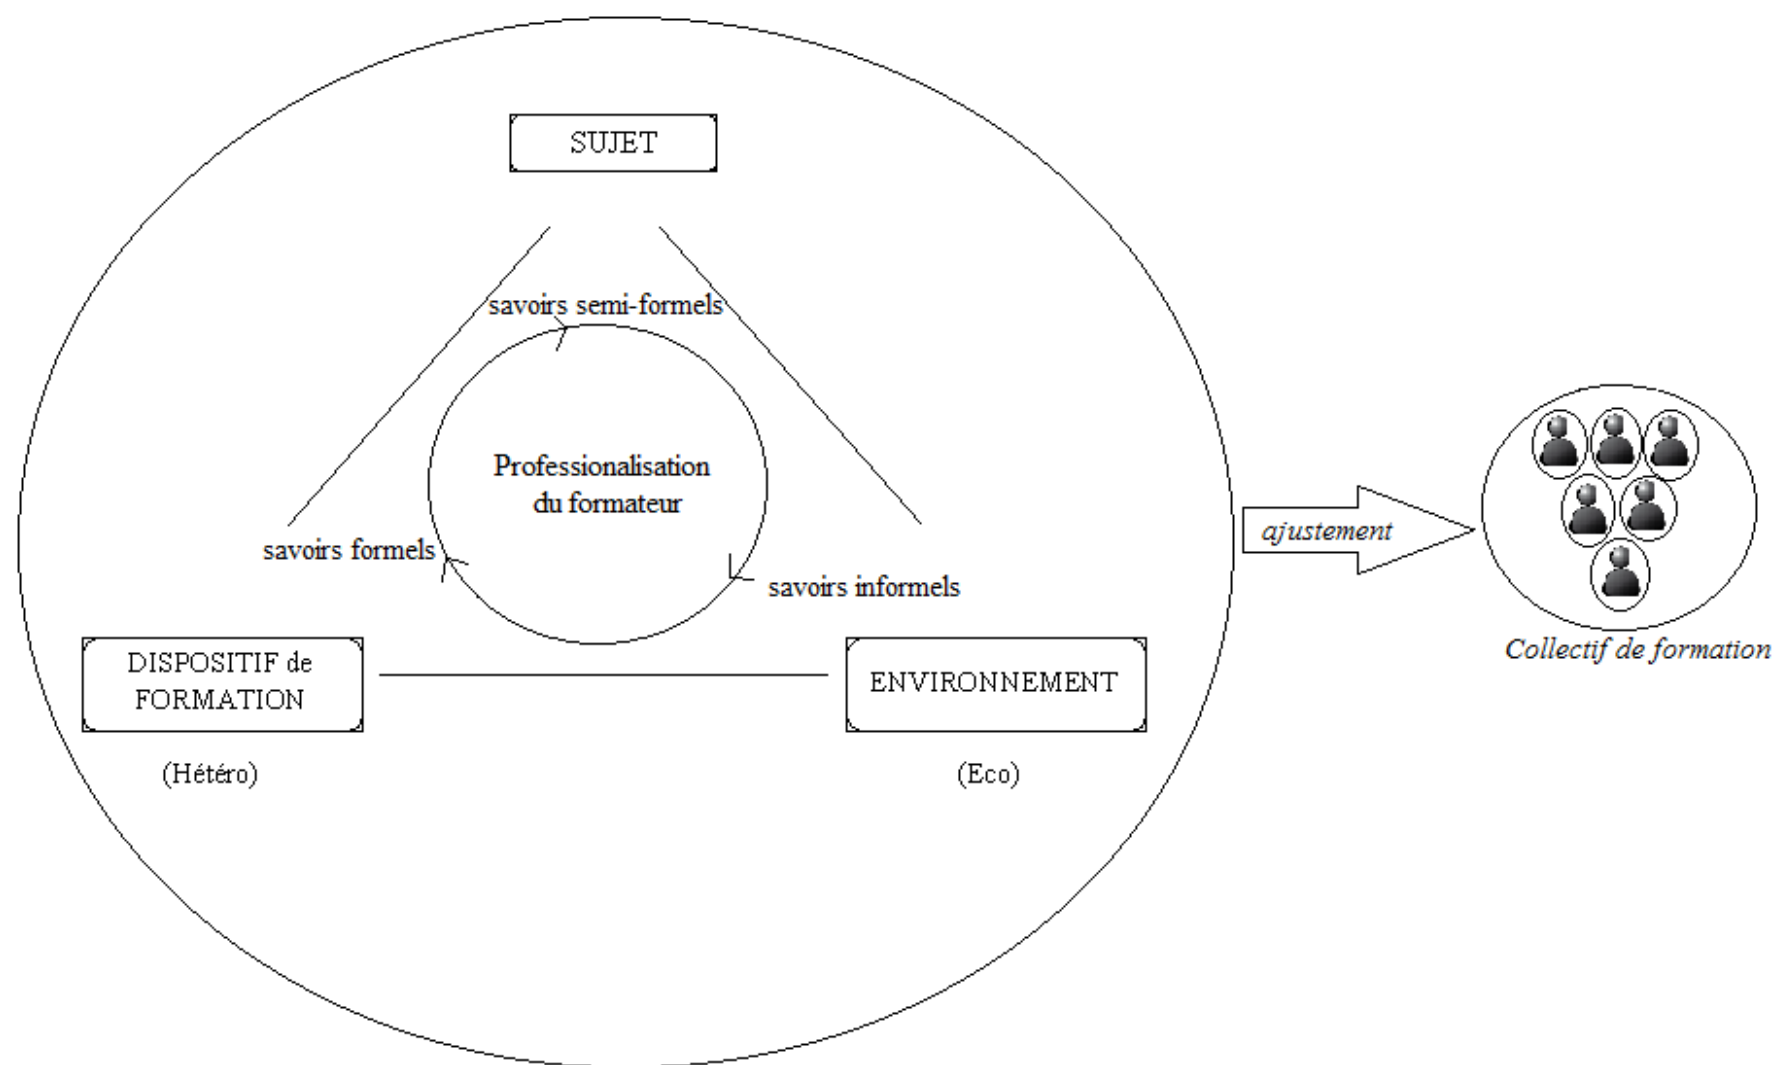 SUJET
savoirs semi-formels
Professionalisation
du formateur
savoirs formels
savoirs informels
DISPOSITIF de
FORMATION
(Hétéro)
ENVIRONNEMENT
(Eco)
ajustement
Collectif de formation